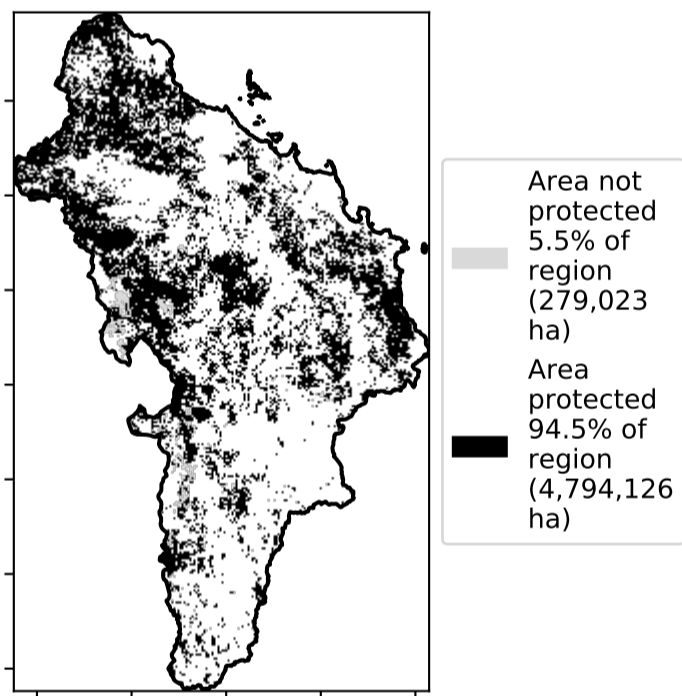 Area not
protected
5.5% of
region
(279,023
ha)
Area
protected
94.5% of
region
(4,794,126
ha)